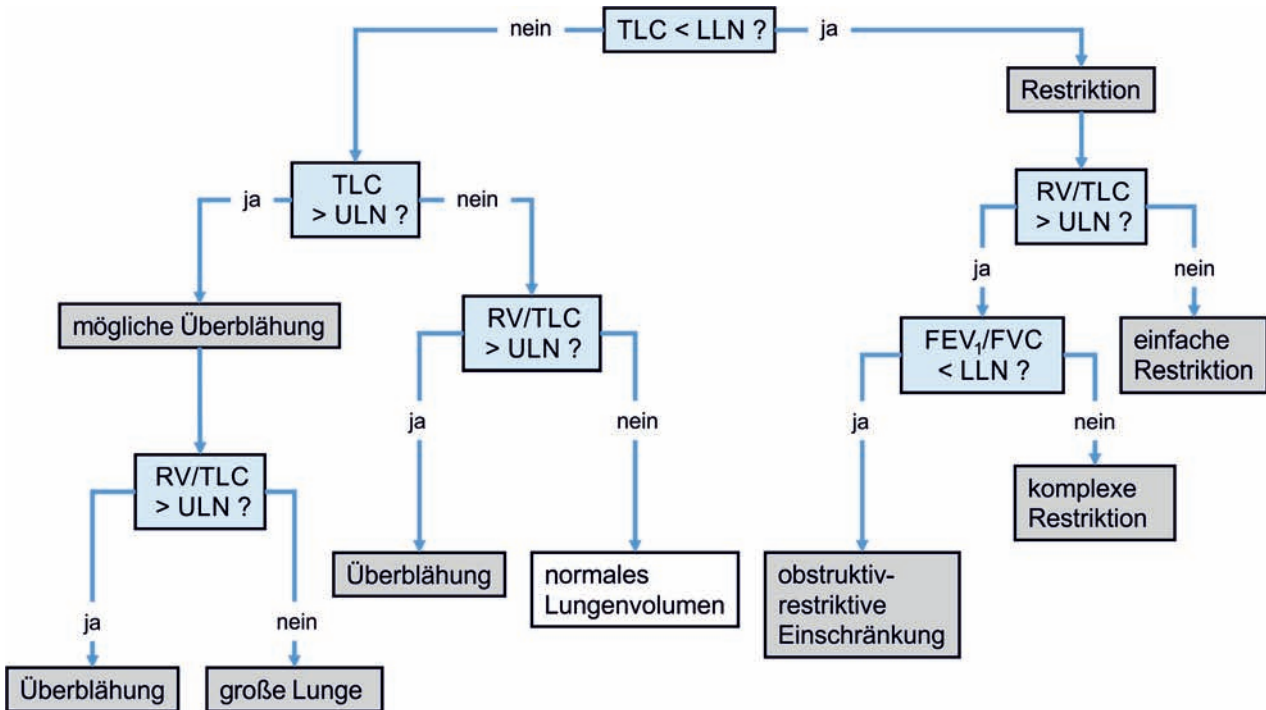 nein
TLC < LLN ?
ja
Restriktion
TLC
> ULN ?
ja
nein
RV/TLC
> ULN ?
ja
nein
mögliche Überblähung
RV/TLC
> ULN ?
FEV₁/FVC
< LLN ?
einfache
Restriktion
ja
nein
ja
nein
RV/TLC
> ULN ?
komplexe
Restriktion
Überblähung
normales
Lungenvolumen
obstruktiv-
restriktive
Einschränkung
ja
nein
Überblähung
große Lunge